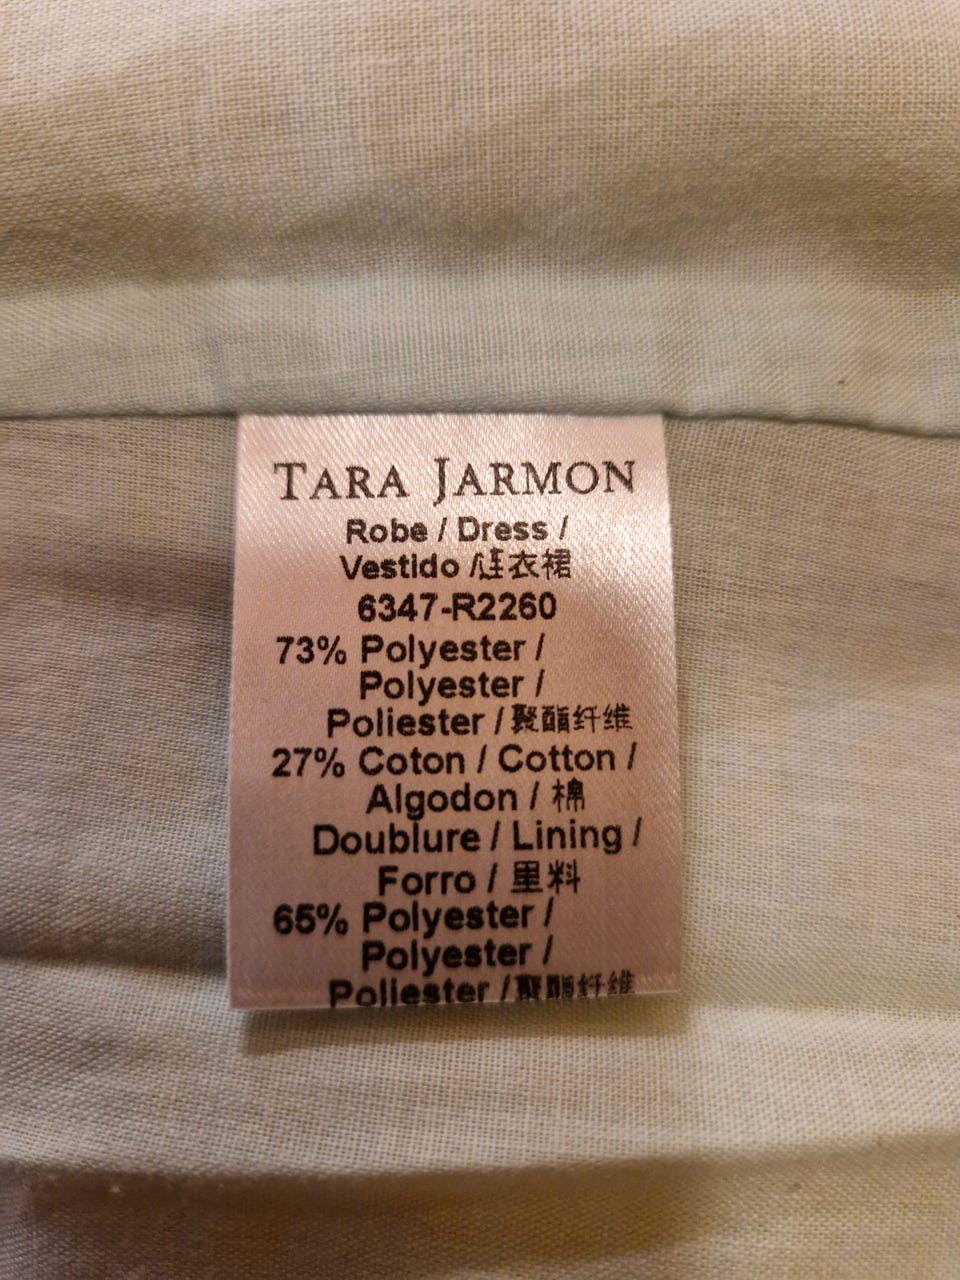 TARA JARMON
Robe / Dress /
Vestido /连衣裙
6347-R2260
73% Polyester /
Polyester /
Poliester /聚酯纤维
27% Coton / Cotton /
Algodon / 棉
Doublure / Lining /
Forro / 里料
65% Polyester /
Polyester /
Poliester /聚酯纤维